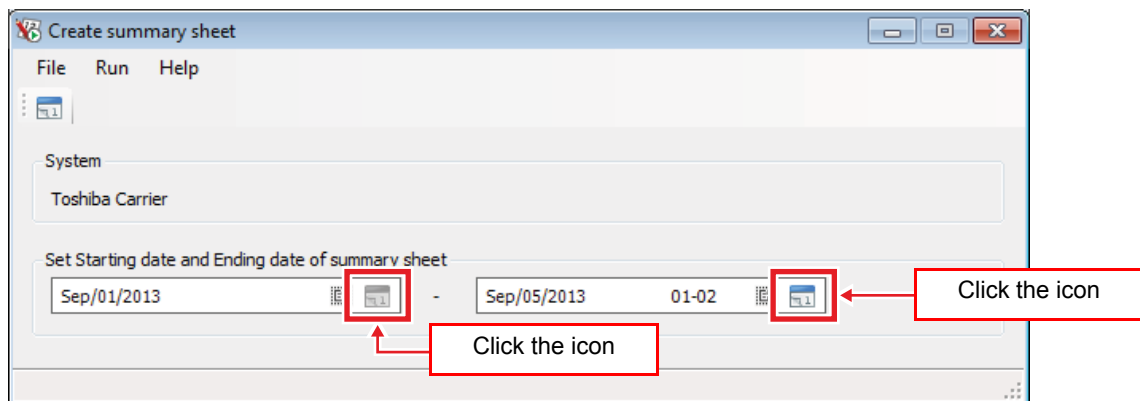 Create summary sheet
File Run Help
System
Toshiba Carrier
Set Starting date and Ending date of summary sheet
Sep/01/2013 - Sep/05/2013 01-02
Click the icon
Click the icon